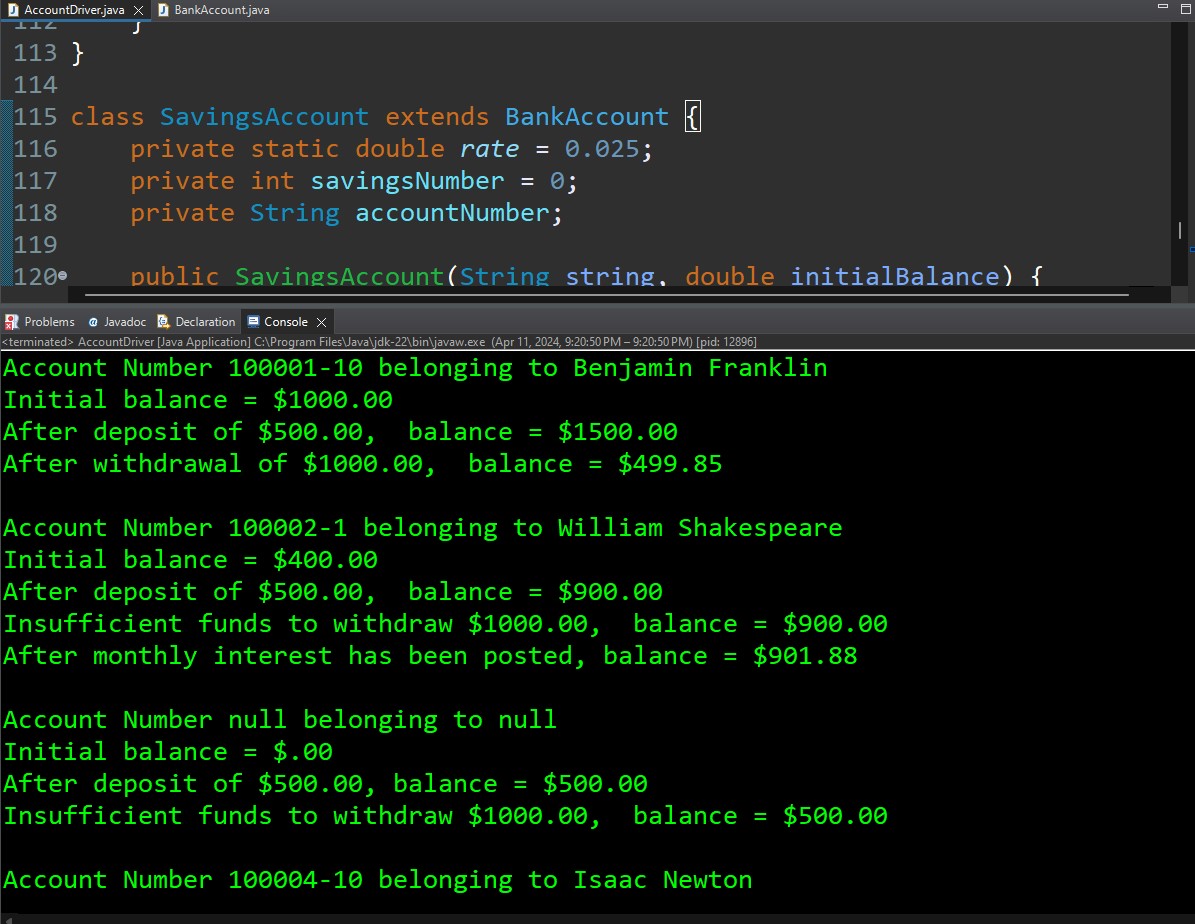 AccountDriver.java BankAccount.java
112 }
113 }
114
115 class SavingsAccount extends BankAccount {
116 private static double rate = 0.025;
117 private int savingsNumber = 0;
118 private String accountNumber;
119
120 public SavingsAccount(String string, double initialBalance) {
Problems Javadoc Declaration Console
<terminated> AccountDriver [Java Application] C:\Program Files\Java\jdk-22\bin\javaw.exe (Apr 11, 2024, 9:20:50 PM – 9:20:50 PM) [pid: 12896]
Account Number 100001-10 belonging to Benjamin Franklin
Initial balance = $1000.00
After deposit of $500.00,  balance = $1500.00
After withdrawal of $1000.00,  balance = $499.85
Account Number 100002-1 belonging to William Shakespeare
Initial balance = $400.00
After deposit of $500.00,  balance = $900.00
Insufficient funds to withdraw $1000.00,  balance = $900.00
After monthly interest has been posted, balance = $901.88
Account Number null belonging to null
Initial balance = $.00
After deposit of $500.00, balance = $500.00
Insufficient funds to withdraw $1000.00,  balance = $500.00
Account Number 100004-10 belonging to Isaac Newton